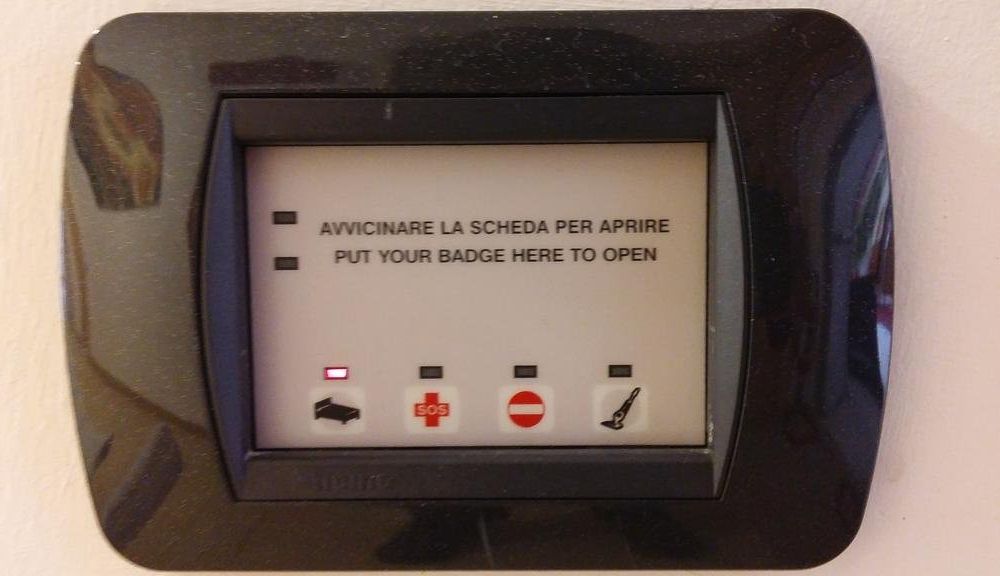 AVVICINARE LA SCHEDA PER APRIRE
PUT YOUR BADGE HERE TO OPEN
SOS